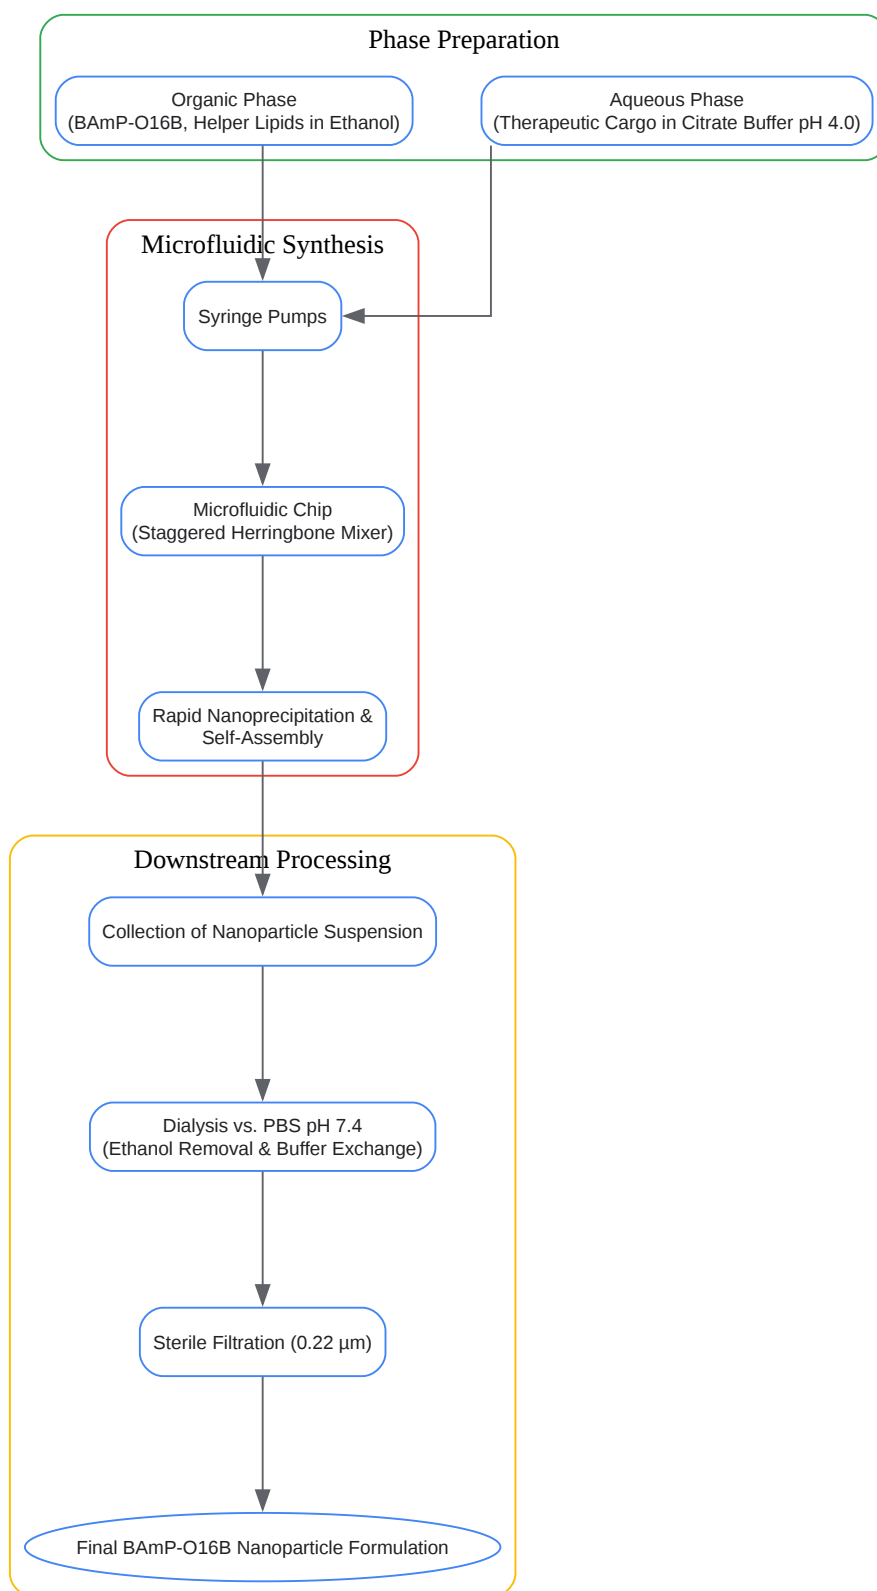 Phase Preparation
Organic Phase
(BAmP-O16B, Helper Lipids in Ethanol)
Aqueous Phase
(Therapeutic Cargo in Citrate Buffer pH 4.0)
Microfluidic Synthesis
Syringe Pumps
Microfluidic Chip
(Staggered Herringbone Mixer)
Rapid Nanoprecipitation &
Self-Assembly
Downstream Processing
Collection of Nanoparticle Suspension
Dialysis vs. PBS pH 7.4
(Ethanol Removal & Buffer Exchange)
Sterile Filtration (0.22 µm)
Final BAmP-O16B Nanoparticle Formulation